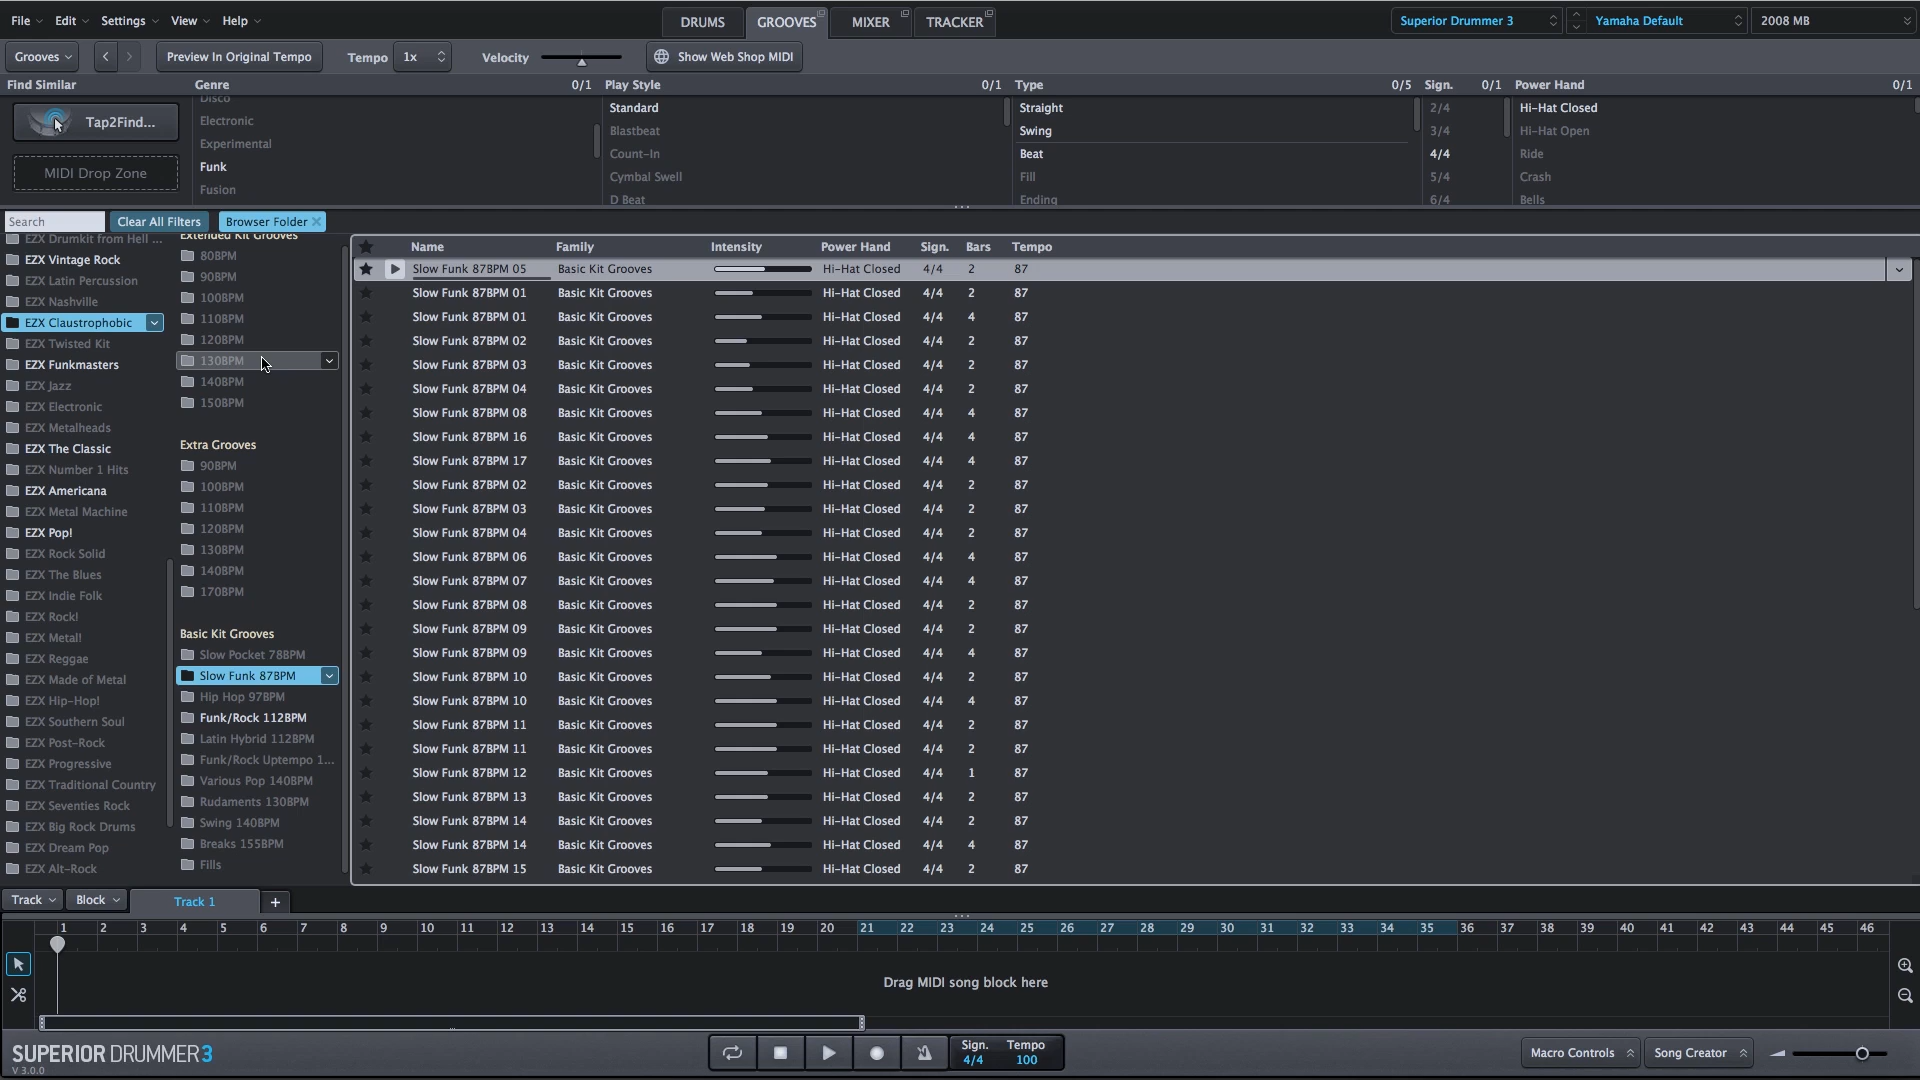 File Edit Settings View Help DRUMS GROOVES MIXER TRACKER Superior Drummer 3 Yamaha Default 2008 MB
Grooves Preview In Original Tempo Tempo 1x Velocity Show Web Shop MIDI
Find Similar Genre 0/1 Play Style 0/1 Type 0/5 Sign. 0/1 Power Hand 0/1
Tap2Find...
MIDI Drop Zone
Disco
Electronic
Experimental
Funk
Fusion
Standard
Blastbeat
Count-In
Cymbal Swell
D Beat
Straight
Swing
Beat
Fill
Ending
2/4
3/4
4/4
5/4
6/4
Hi-Hat Closed
Hi-Hat Open
Ride
Crash
Bells
Search Clear All Filters Browser Folder
EZX Drumkit from Hell ...
EZX Vintage Rock
EZX Latin Percussion
EZX Nashville
EZX Claustrophobic
EZX Twisted Kit
EZX Funkmasters
EZX Jazz
EZX Electronic
EZX Metalheads
EZX The Classic
EZX Number 1 Hits
EZX Americana
EZX Metal Machine
EZX Pop!
EZX Rock Solid
EZX The Blues
EZX Indie Folk
EZX Rock!
EZX Metal!
EZX Reggae
EZX Made of Metal
EZX Hip-Hop!
EZX Southern Soul
EZX Post-Rock
EZX Progressive
EZX Traditional Country
EZX Seventies Rock
EZX Big Rock Drums
EZX Dream Pop
EZX Alt-Rock
Extended Kit Grooves
80BPM
90BPM
100BPM
110BPM
120BPM
130BPM
140BPM
150BPM
Extra Grooves
90BPM
100BPM
110BPM
120BPM
130BPM
140BPM
170BPM
Basic Kit Grooves
Slow Pocket 78BPM
Slow Funk 87BPM
Hip Hop 97BPM
Funk/Rock 112BPM
Latin Hybrid 112BPM
Funk/Rock Uptempo 1...
Various Pop 140BPM
Rudaments 130BPM
Swing 140BPM
Breaks 155BPM
Fills
Name Family Intensity Power Hand Sign. Bars Tempo
Slow Funk 87BPM 05 Basic Kit Grooves Hi-Hat Closed 4/4 2 87
Slow Funk 87BPM 01 Basic Kit Grooves Hi-Hat Closed 4/4 2 87
Slow Funk 87BPM 01 Basic Kit Grooves Hi-Hat Closed 4/4 4 87
Slow Funk 87BPM 02 Basic Kit Grooves Hi-Hat Closed 4/4 2 87
Slow Funk 87BPM 03 Basic Kit Grooves Hi-Hat Closed 4/4 2 87
Slow Funk 87BPM 04 Basic Kit Grooves Hi-Hat Closed 4/4 2 87
Slow Funk 87BPM 08 Basic Kit Grooves Hi-Hat Closed 4/4 4 87
Slow Funk 87BPM 16 Basic Kit Grooves Hi-Hat Closed 4/4 4 87
Slow Funk 87BPM 17 Basic Kit Grooves Hi-Hat Closed 4/4 4 87
Slow Funk 87BPM 02 Basic Kit Grooves Hi-Hat Closed 4/4 2 87
Slow Funk 87BPM 03 Basic Kit Grooves Hi-Hat Closed 4/4 2 87
Slow Funk 87BPM 04 Basic Kit Grooves Hi-Hat Closed 4/4 2 87
Slow Funk 87BPM 06 Basic Kit Grooves Hi-Hat Closed 4/4 4 87
Slow Funk 87BPM 07 Basic Kit Grooves Hi-Hat Closed 4/4 4 87
Slow Funk 87BPM 08 Basic Kit Grooves Hi-Hat Closed 4/4 2 87
Slow Funk 87BPM 09 Basic Kit Grooves Hi-Hat Closed 4/4 2 87
Slow Funk 87BPM 09 Basic Kit Grooves Hi-Hat Closed 4/4 4 87
Slow Funk 87BPM 10 Basic Kit Grooves Hi-Hat Closed 4/4 2 87
Slow Funk 87BPM 10 Basic Kit Grooves Hi-Hat Closed 4/4 4 87
Slow Funk 87BPM 11 Basic Kit Grooves Hi-Hat Closed 4/4 2 87
Slow Funk 87BPM 11 Basic Kit Grooves Hi-Hat Closed 4/4 2 87
Slow Funk 87BPM 12 Basic Kit Grooves Hi-Hat Closed 4/4 1 87
Slow Funk 87BPM 13 Basic Kit Grooves Hi-Hat Closed 4/4 2 87
Slow Funk 87BPM 14 Basic Kit Grooves Hi-Hat Closed 4/4 2 87
Slow Funk 87BPM 14 Basic Kit Grooves Hi-Hat Closed 4/4 4 87
Slow Funk 87BPM 15 Basic Kit Grooves Hi-Hat Closed 4/4 2 87
Track Block Track 1 +
1 2 3 4 5 6 7 8 9 10 11 12 13 14 15 16 17 18 19 20 21 22 23 24 25 26 27 28 29 30 31 32 33 34 35 36 37 38 39 40 41 42 43 44 45 46
Drag MIDI song block here
SUPERIOR DRUMMER 3
V 3.0.0
Sign. Tempo
4/4 100
Macro Controls Song Creator